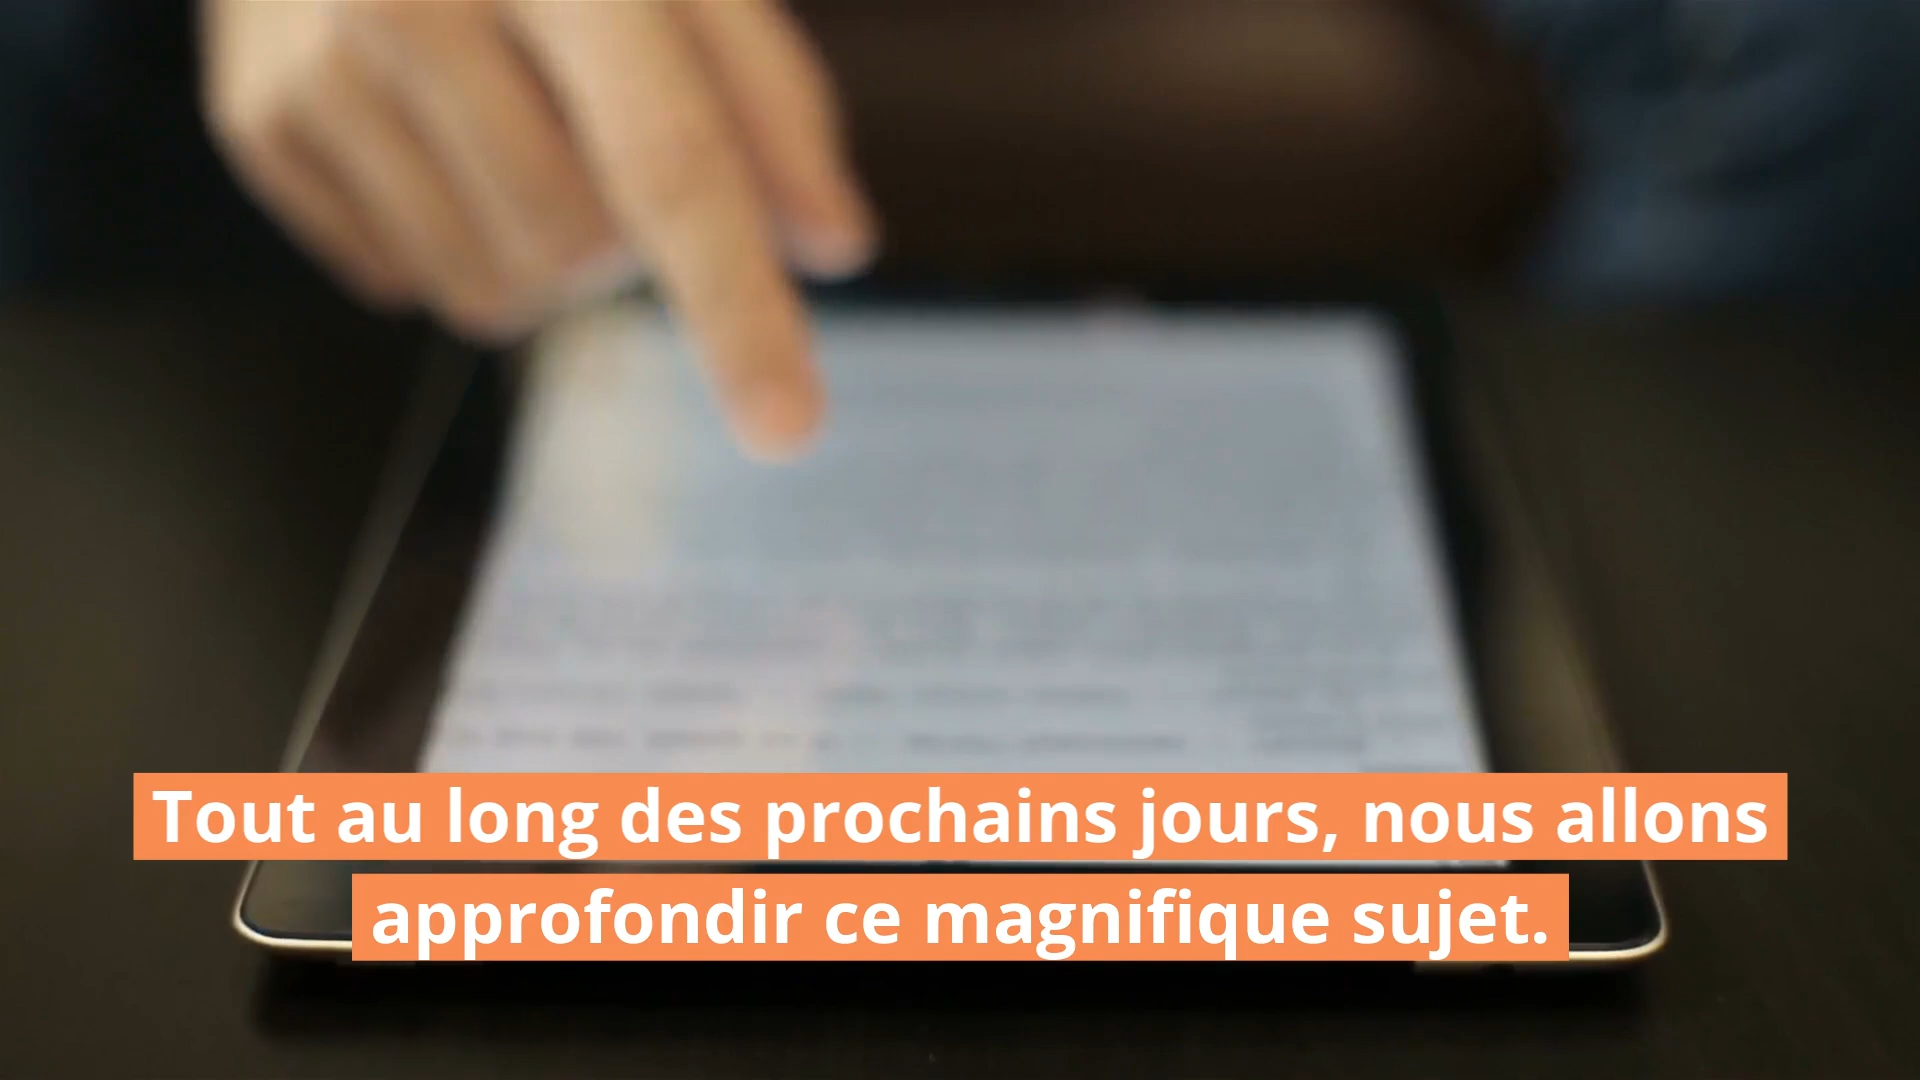 Tout au long des prochains jours, nous allons
approfondir ce magnifique sujet.